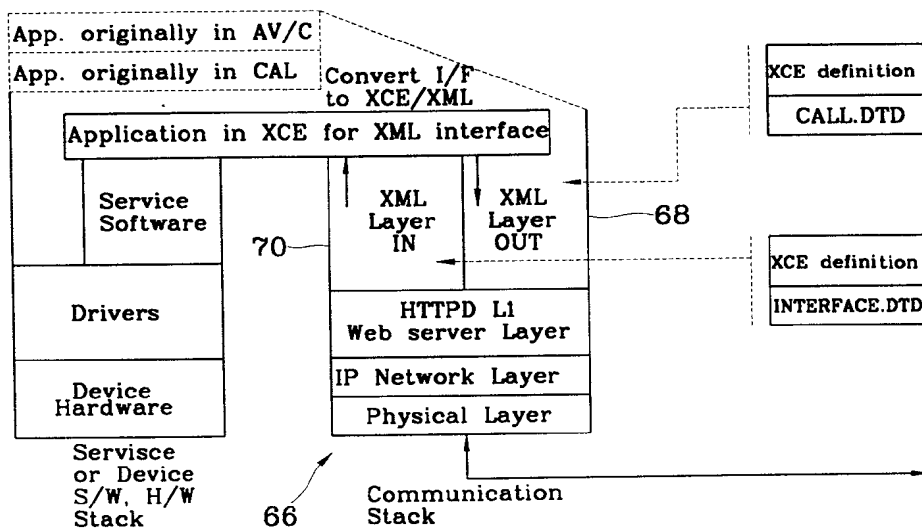 App. originally in AV/C
App. originally in CAL
Convert I/F
to XCE/XML
Application in XCE for XML interface
Service
Software
XML
Layer
IN
XML
Layer
OUT
70
68
Drivers
HTTPD L1
Web server Layer
Device
Hardware
IP Network Layer
Physical Layer
Servisce
or Device
S/W, H/W
Stack
66
Communication
Stack
XCE definition
CALL.DTD
XCE definition
INTERFACE.DTD